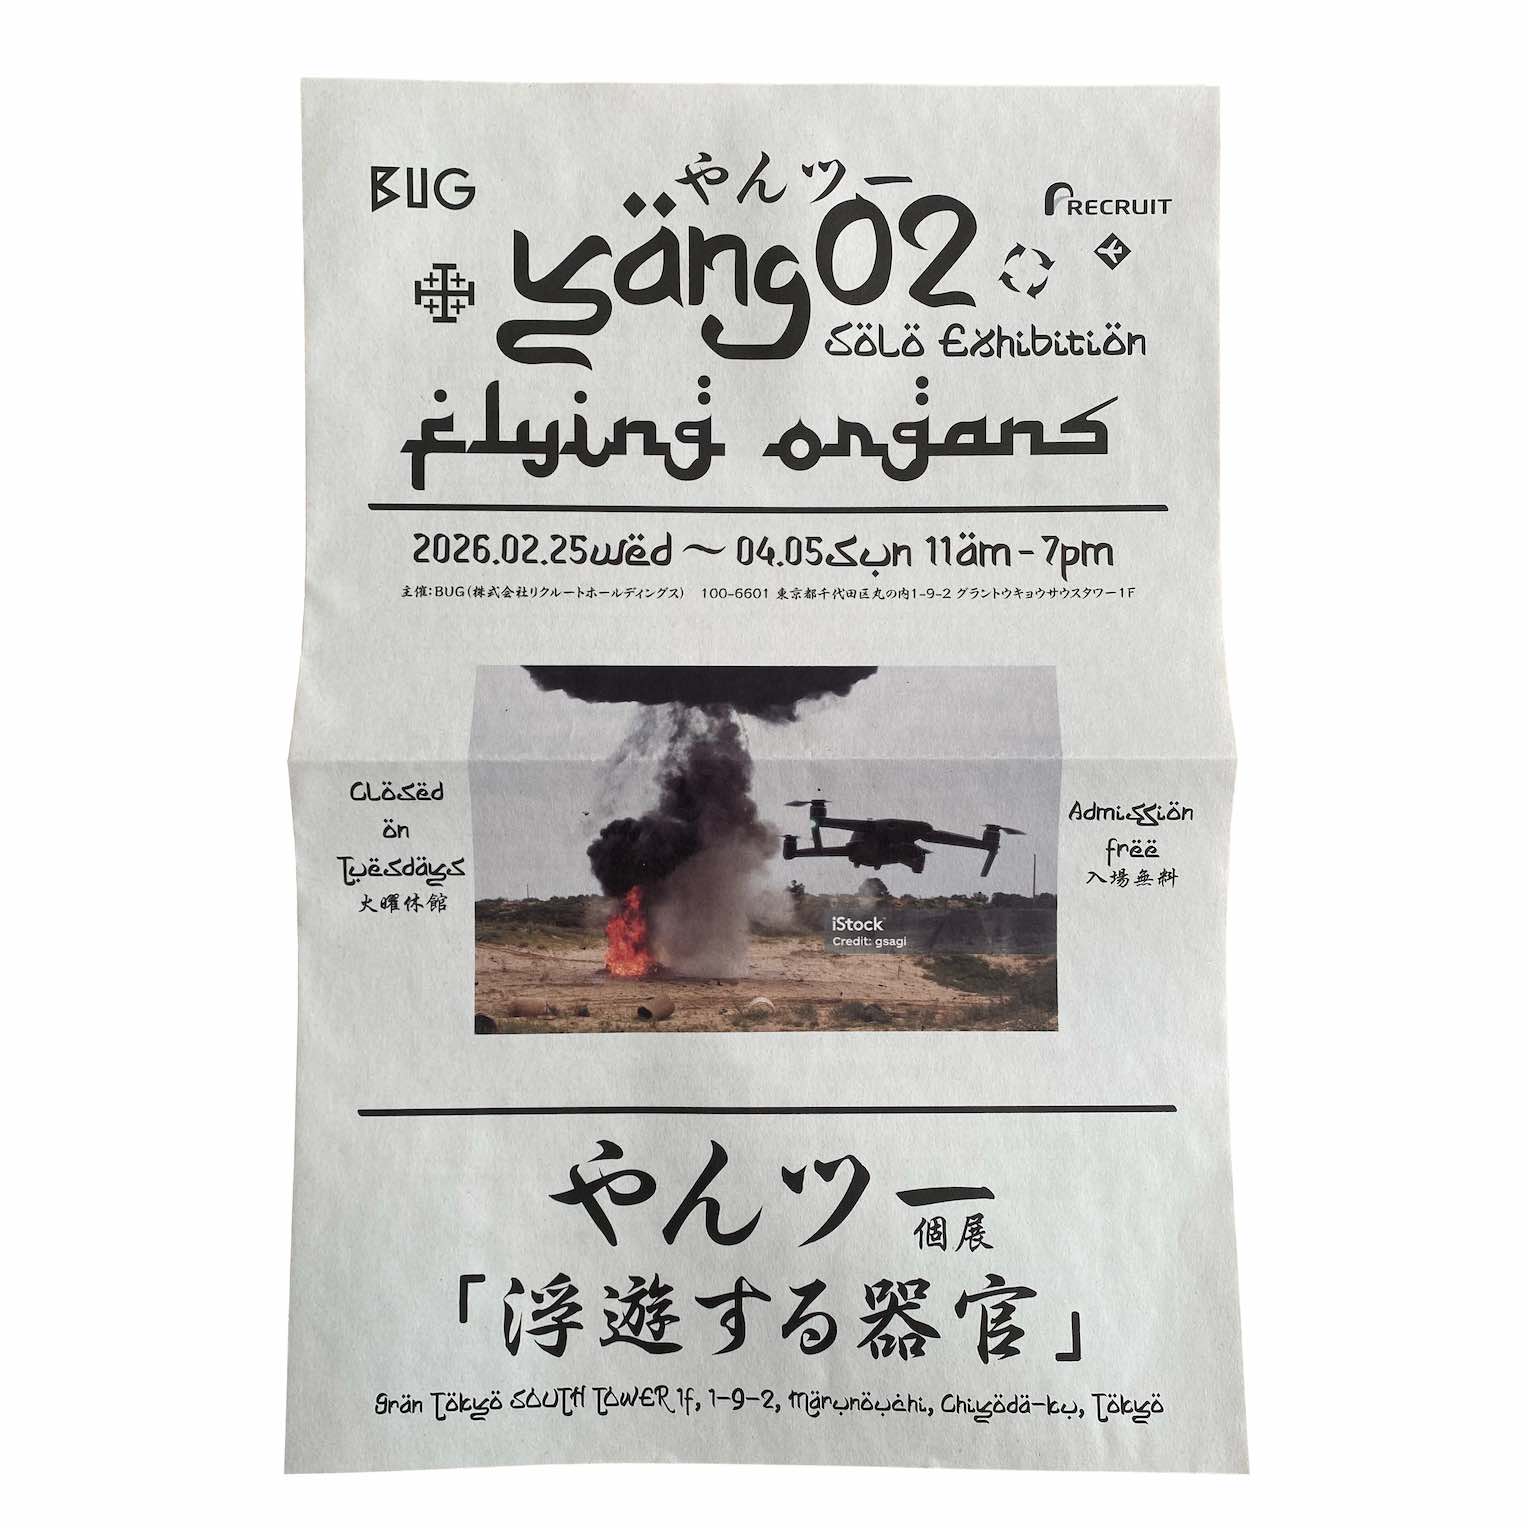 BUG
やんツー
RECRUIT
yäng02
Sölö Exhibitiön
flying organs
2026.02.25wëd ～ 04.05Sun 11äm-7pm
主催:BUG(株式会社リクルートホールディングス) 100-6601 東京都千代田区丸の内1-9-2 グラントウキョウサウスタワー1F
Clösëd
ön
Tuësdäys
火曜休館
Admissiön
frëë
入場無料
iStock
Credit: gsagi
やんツー
個展
「浮遊する器官」
grän Tökyö SOUTH TOWER 1f, 1-9-2, Märunöuchi, Chiyödä-ku, Tökyö